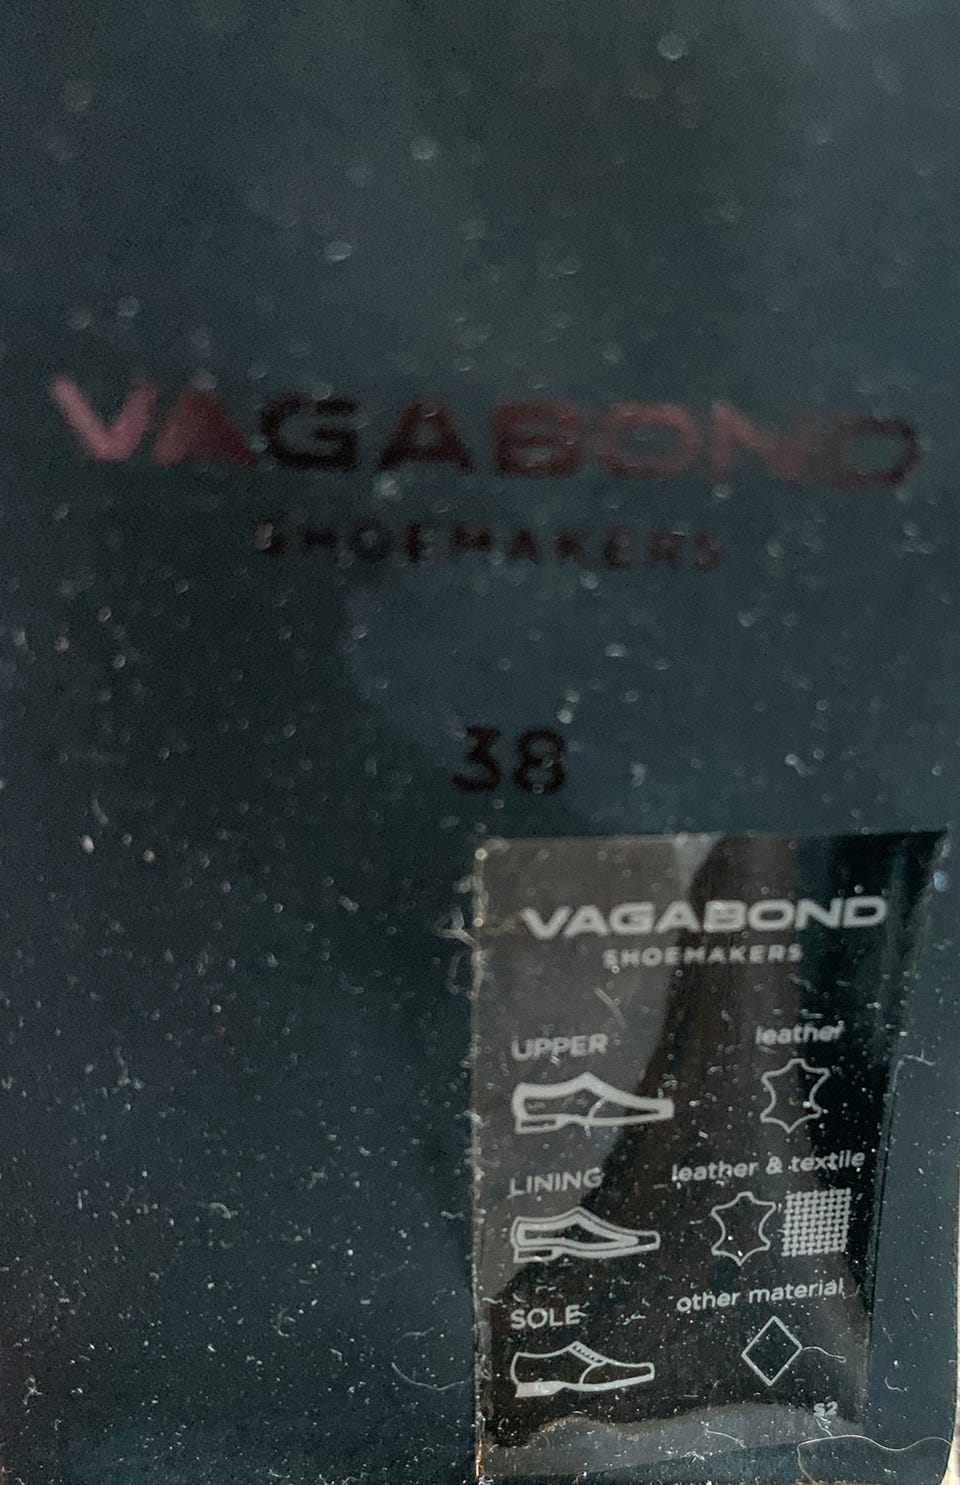 VAGABOND
SHOEMAKERS
38
VAGABOND
SHOEMAKERS
UPPER
leather
LINING
leather & textile
SOLE
other material
S2